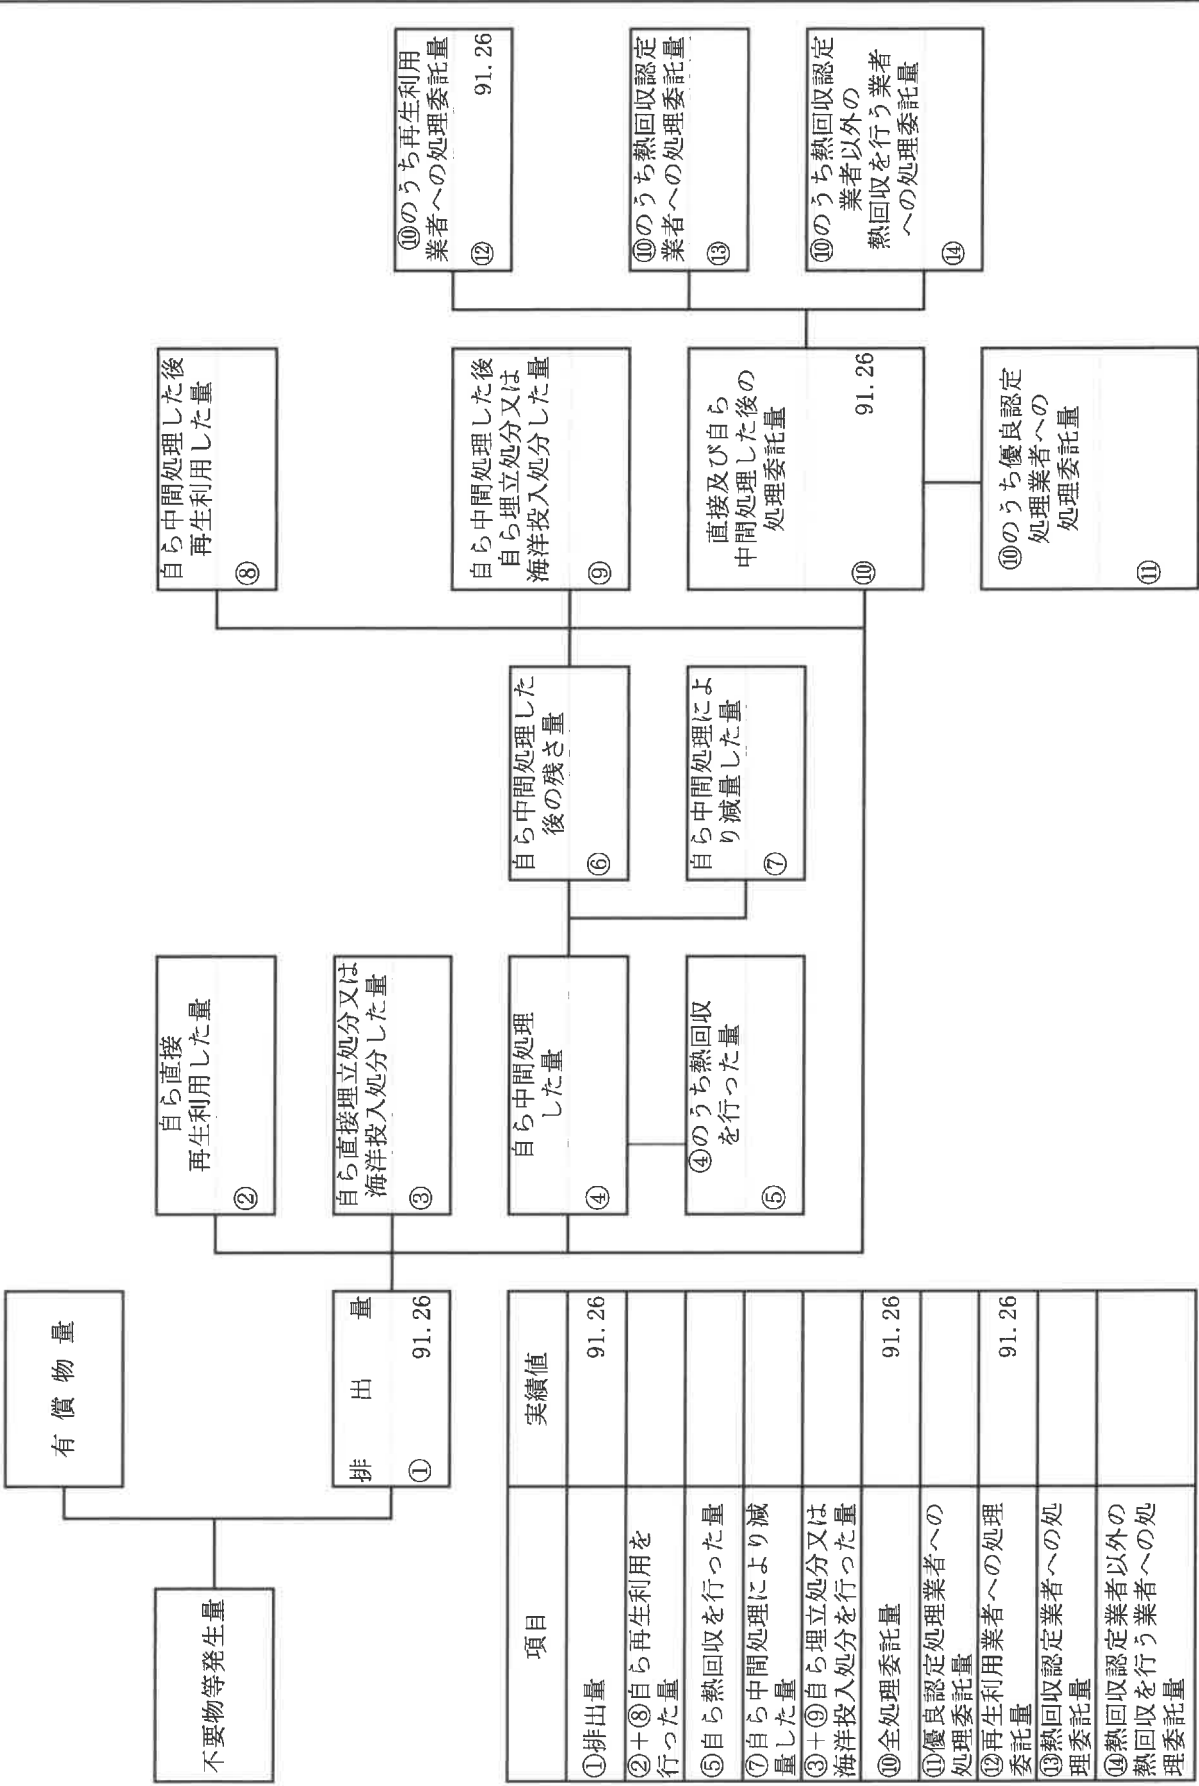 不要物等発生量
有償物量
排出量
① 91.26
自ら直接
再生利用した量
②
自ら直接埋立処分又は
海洋投入処分した量
③
自ら中間処理
した量
④
④のうち熱回収
を行った量
⑤
自ら中間処理した
後の残さ量
⑥
自ら中間処理によ
り減量した量
⑦
自ら中間処理した後
再生利用した量
⑧
自ら中間処理した後
自ら埋立処分又は
海洋投入処分した量
⑨
直接及び自ら
中間処理した後の
処理委託量
⑩ 91.26
⑩のうち優良認定
処理業者への
処理委託量
⑪
⑩のうち再生利用
業者への処理委託量
⑫ 91.26
⑩のうち熱回収認定
業者への処理委託量
⑬
⑩のうち熱回収認定
業者以外の
熱回収を行う業者
への処理委託量
⑭
項目 実績値
①排出量 91.26
②＋⑧自ら再生利用を
行った量
⑤自ら熱回収を行った量
⑦自ら中間処理により減
量した量
③＋⑨自ら埋立処分又は
海洋投入処分を行った量
⑩全処理委託量 91.26
⑪優良認定処理業者への
処理委託量
⑫再生利用業者への処理
委託量 91.26
⑬熱回収認定業者への処
理委託量
⑭熱回収認定業者以外の
熱回収を行う業者への処
理委託量